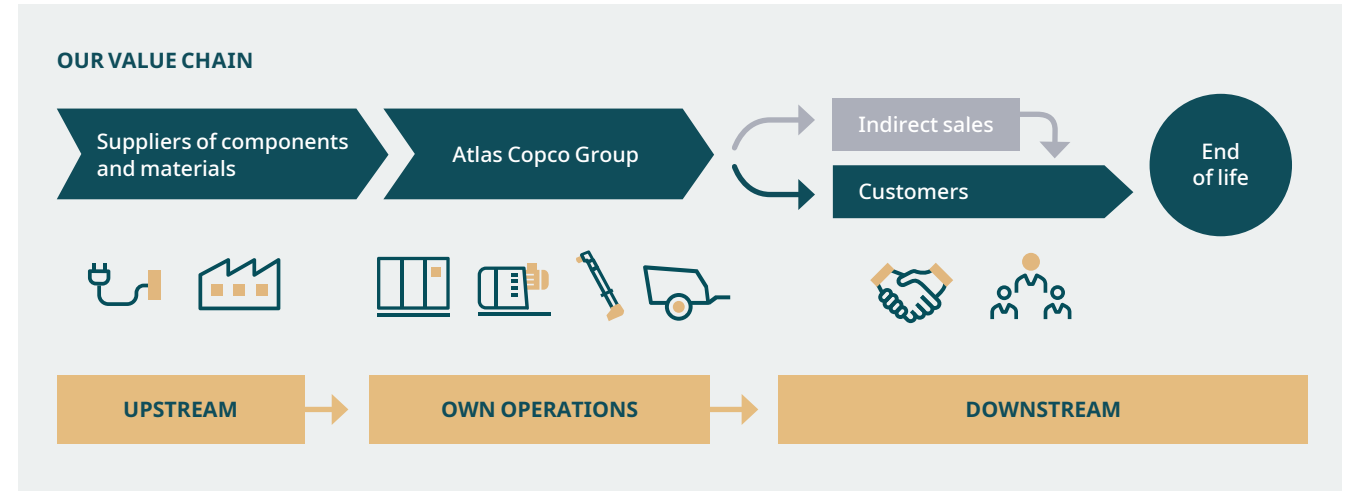 OUR VALUE CHAIN
Suppliers of components
and materials
Atlas Copco Group
Indirect sales
Customers
End
of life
UPSTREAM
OWN OPERATIONS
DOWNSTREAM